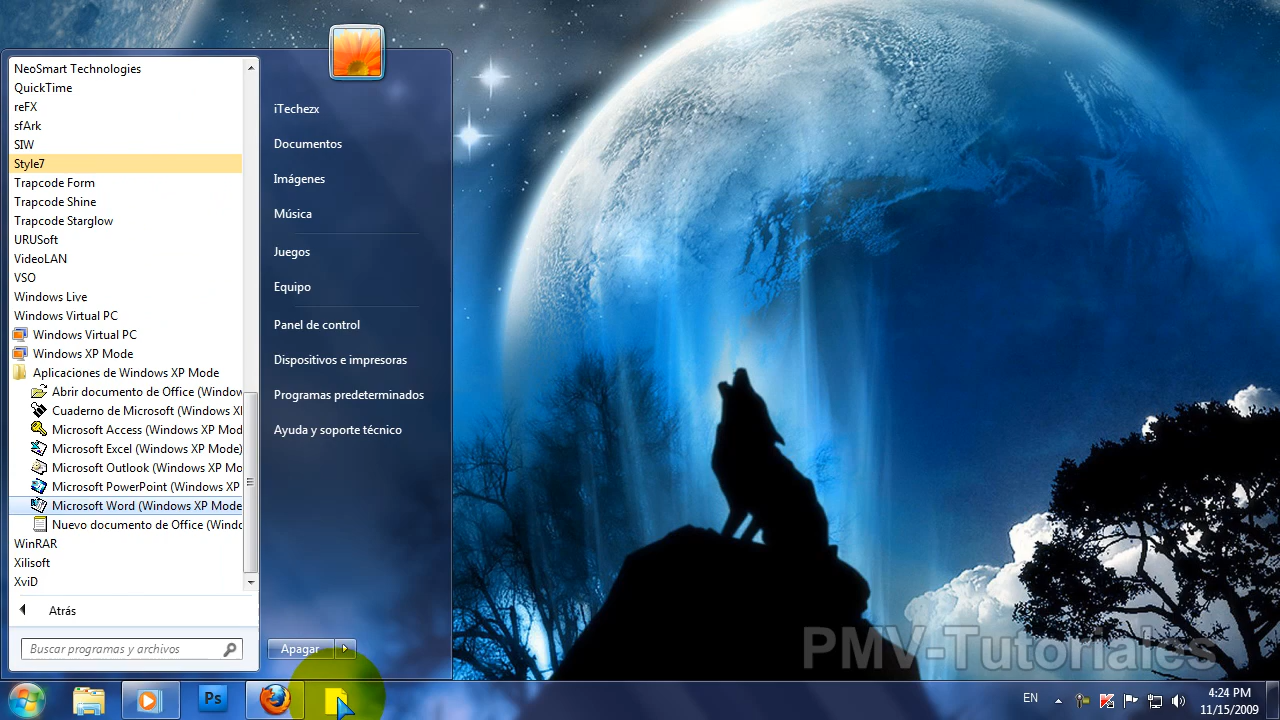 NeoSmart Technologies
QuickTime
reFX
sfArk
SIW
Style7
Trapcode Form
Trapcode Shine
Trapcode Starglow
URUSoft
VideoLAN
VSO
Windows Live
Windows Virtual PC
Windows Virtual PC
Windows XP Mode
Aplicaciones de Windows XP Mode
Abrir documento de Office (Window
Cuaderno de Microsoft (Windows XI
Microsoft Access (Windows XP Mod
Microsoft Excel (Windows XP Mode)
Microsoft Outlook (Windows XP Mo
Microsoft PowerPoint (Windows XP
Microsoft Word (Windows XP Mode
Nuevo documento de Office (Windo
WinRAR
Xilisoft
XviD
Atrás
Buscar programas y archivos
iTechezx
Documentos
Imágenes
Música
Juegos
Equipo
Panel de control
Dispositivos e impresoras
Programas predeterminados
Ayuda y soporte técnico
Apagar
PMV-Tutoriales
Ps
EN
4:24 PM
11/15/2009